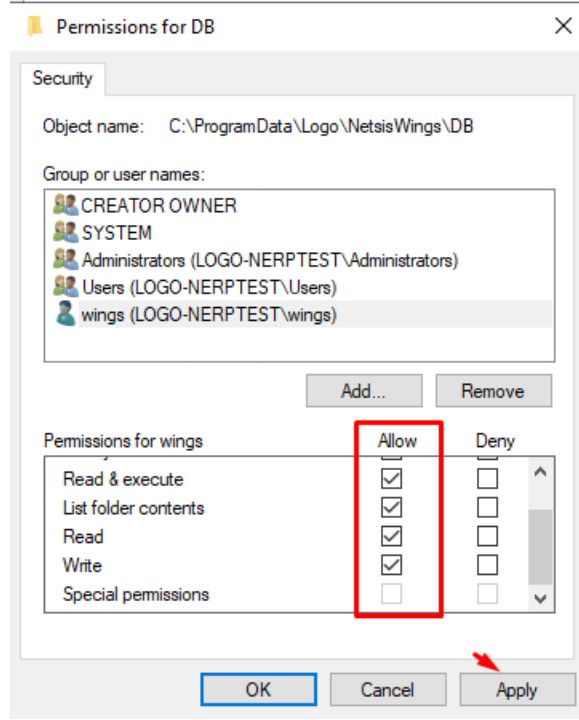 Permissions for DB
Security
Object name: C:\ProgramData\Logo\NetsisWings\DB
Group or user names:
CREATOR OWNER
SYSTEM
Administrators (LOGO-NERPTEST\Administrators)
Users (LOGO-NERPTEST\Users)
wings (LOGO-NERPTEST\wings)
Add... Remove
Permissions for wings Allow Deny
Read & execute
List folder contents
Read
Write
Special permissions
OK Cancel Apply